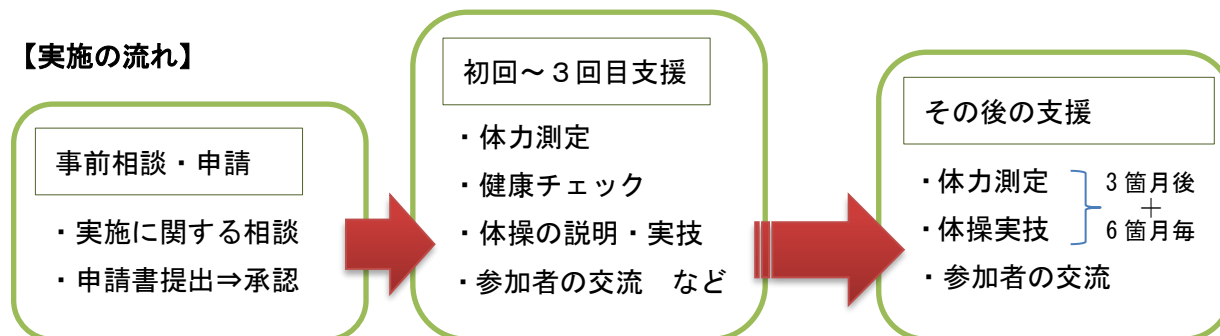 【実施の流れ】
事前相談・申請
・実施に関する相談
・申請書提出⇒承認
初回～３回目支援
・体力測定
・健康チェック
・体操の説明・実技
・参加者の交流　など
その後の支援
・体力測定
・体操実技
3 箇月後
＋
6 箇月毎
・参加者の交流